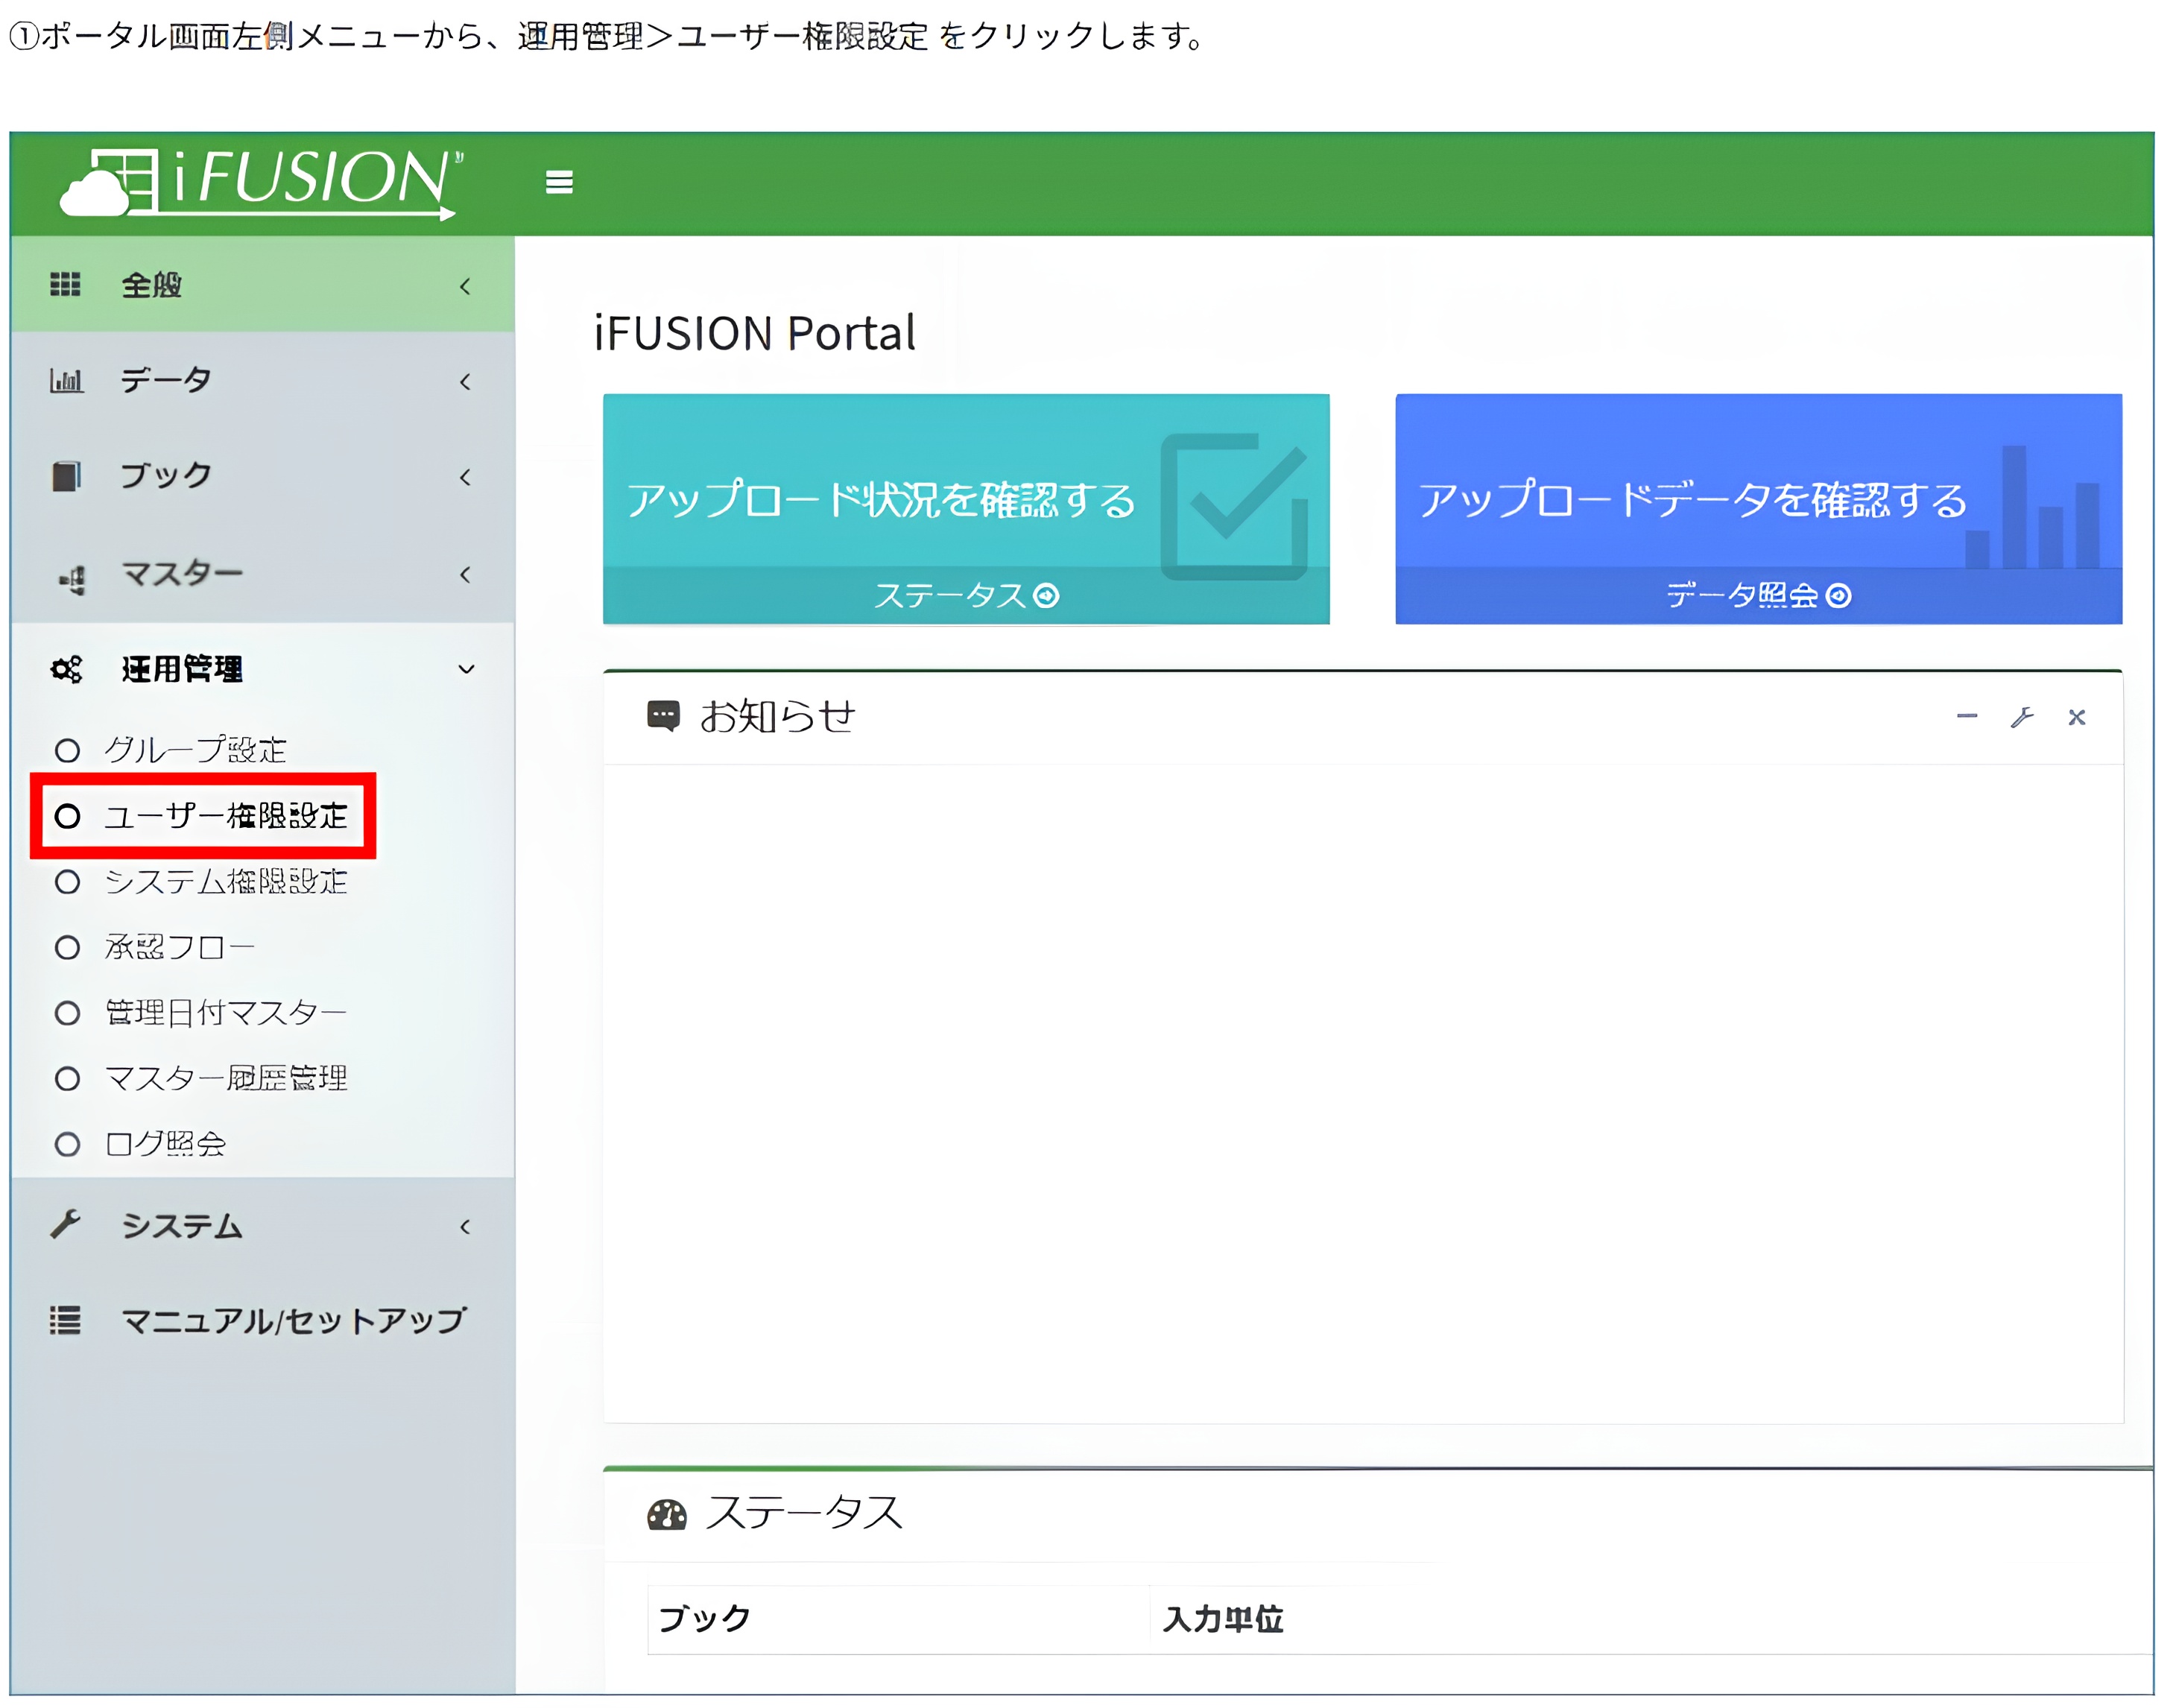 ①ポータル画面左側メニューから、運用管理＞ユーザー権限設定 をクリックします。
iFUSION
全般
データ
ブック
マスター
運用管理
グループ設定
ユーザー権限設定
システム権限設定
承認フロー
管理日付マスター
マスター履歴管理
ログ照会
システム
マニュアル/セットアップ
iFUSION Portal
アップロード状況を確認する
ステータス
アップロードデータを確認する
データ照会
お知らせ
ステータス
ブック
入力単位